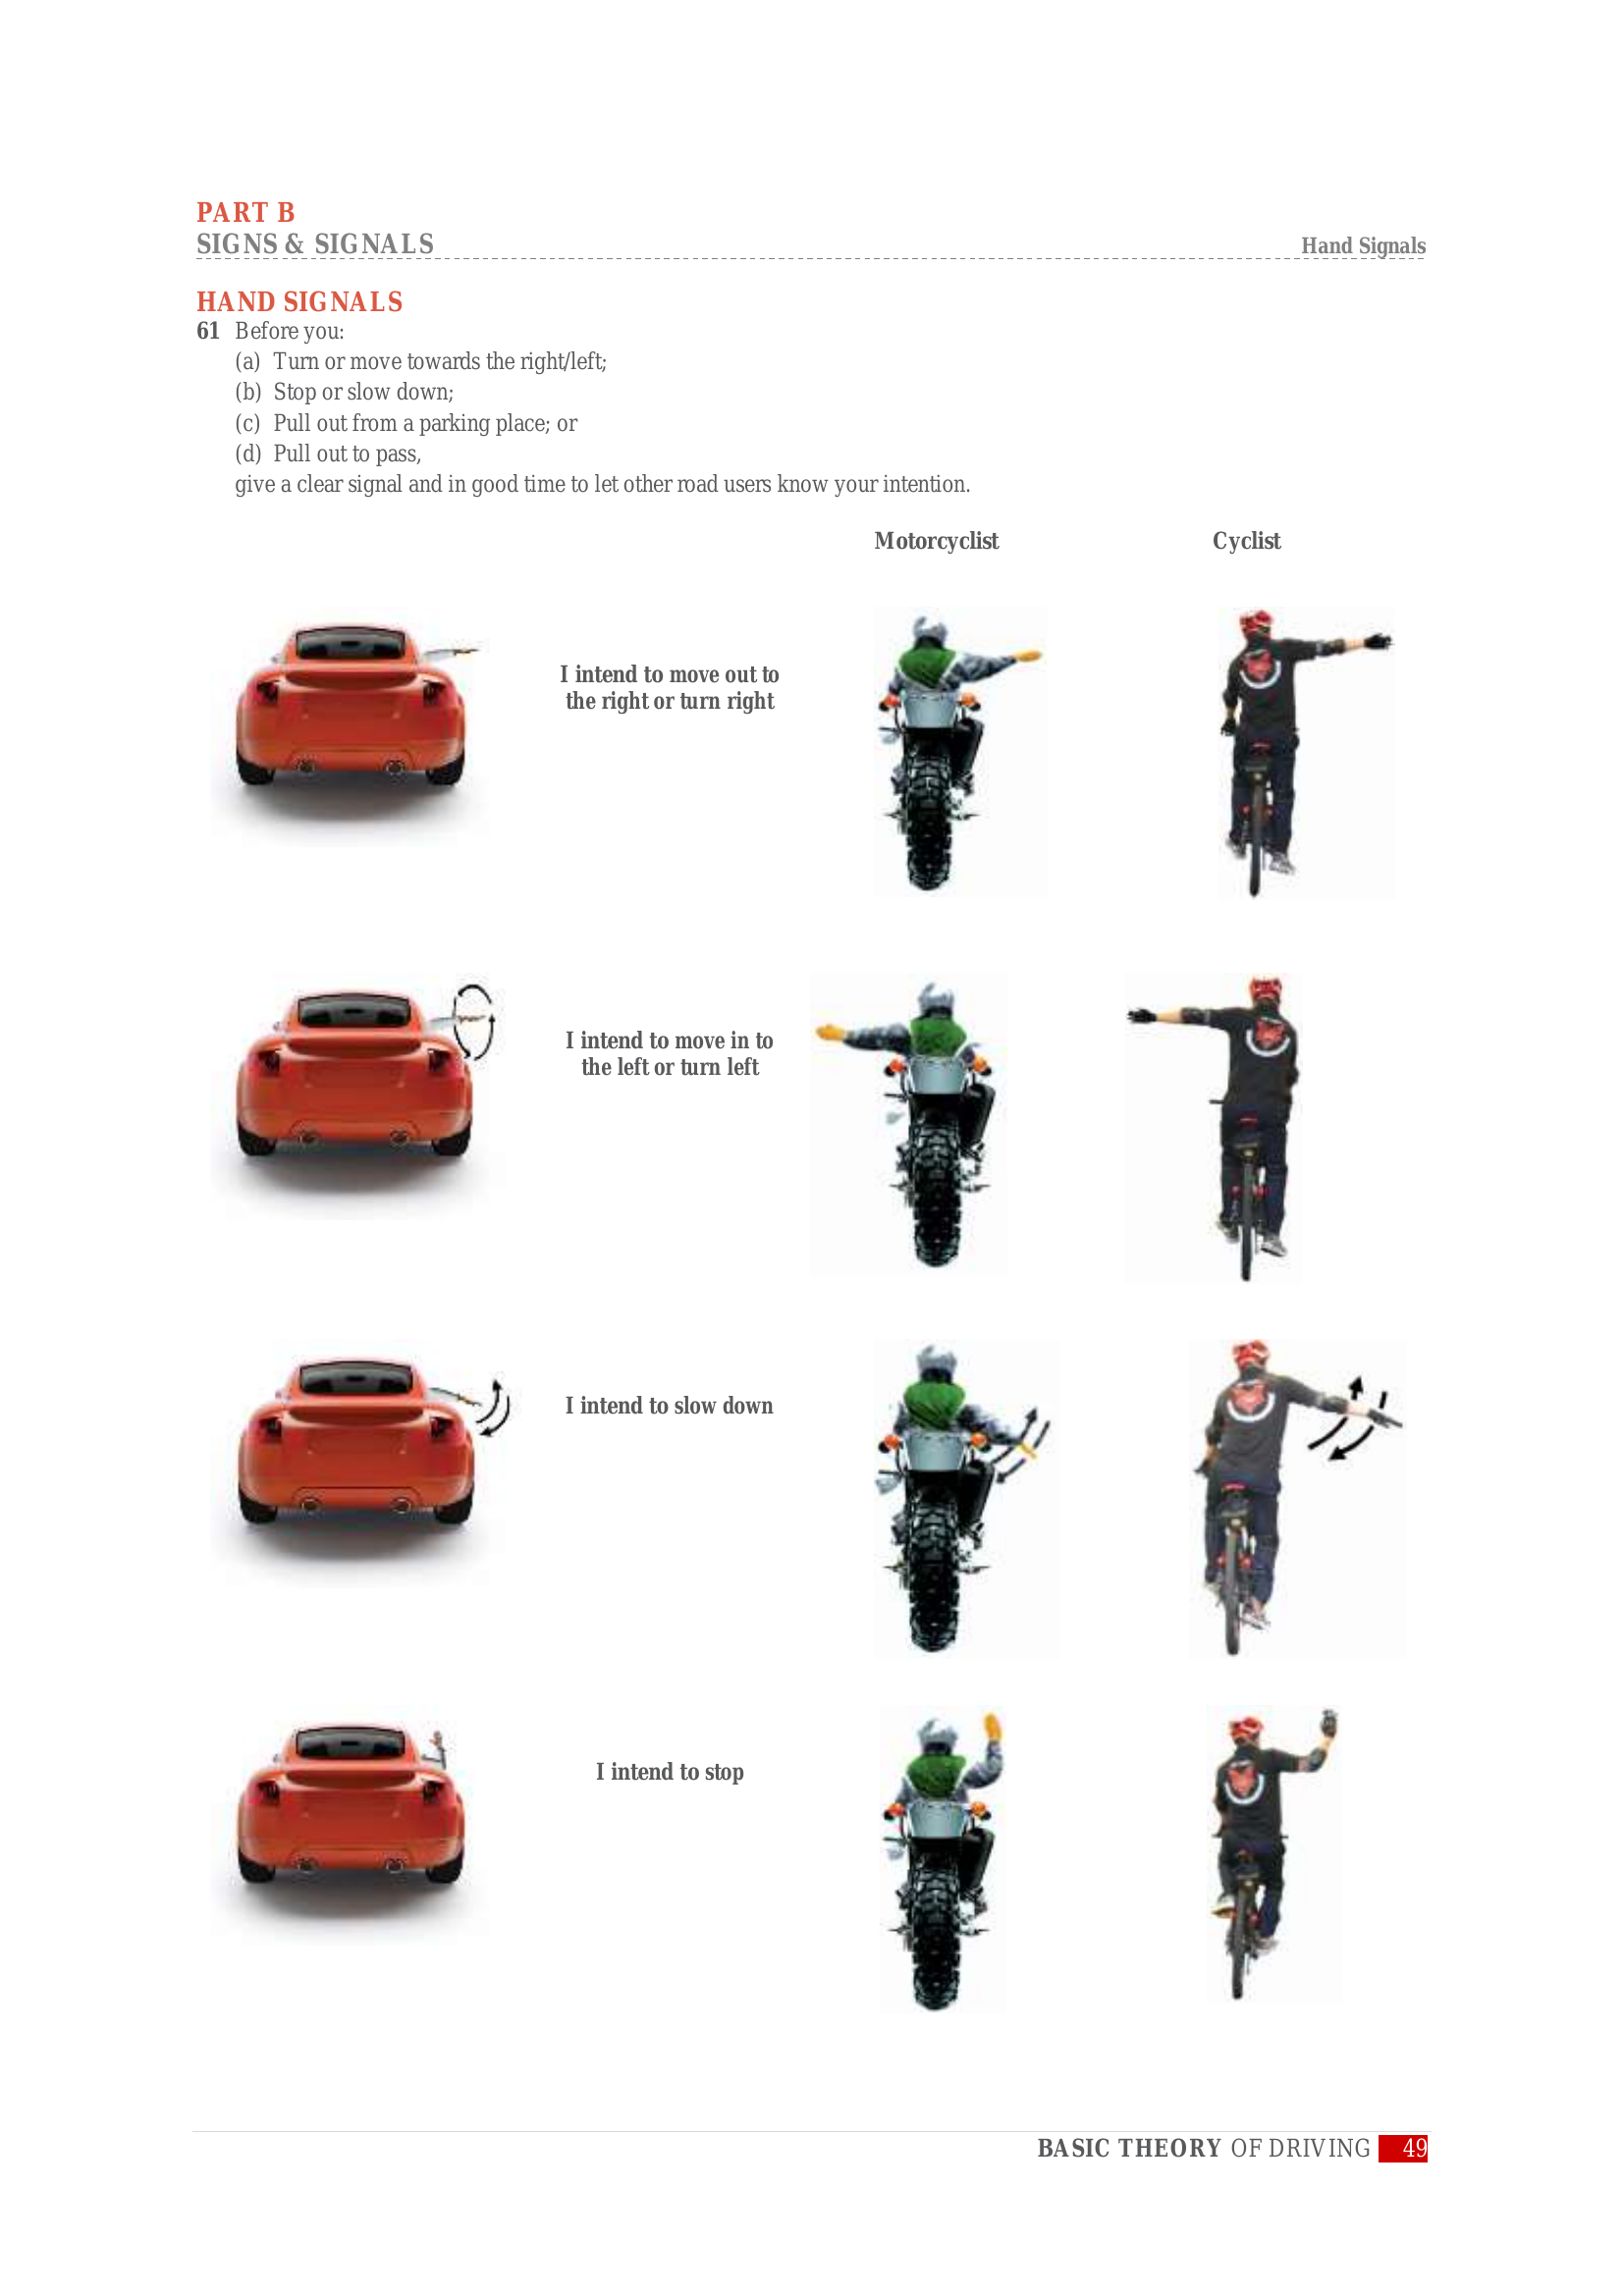 PART B
SIGNS & SIGNALS
Hand Signals
HAND SIGNALS
61 Before you:
(a) Turn or move towards the right/left;
(b) Stop or slow down;
(c) Pull out from a parking place; or
(d) Pull out to pass,
give a clear signal and in good time to let other road users know your intention.
Motorcyclist
Cyclist
I intend to move out to
the right or turn right
I intend to move in to
the left or turn left
I intend to slow down
I intend to stop
BASIC THEORY OF DRIVING 49